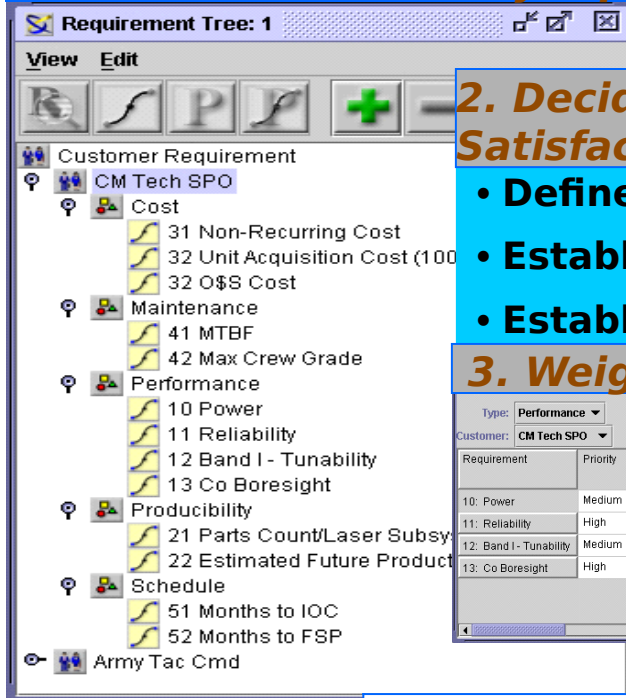 Requirement Tree: 1
View Edit
R P P
Customer Requirement
CM Tech SPO
Cost
31 Non-Recurring Cost
32 Unit Acquisition Cost (100
32 O$S Cost
Maintenance
41 MTBF
42 Max Crew Grade
Performance
10 Power
11 Reliability
12 Band I - Tunability
13 Co Boresight
Producibility
21 Parts Count/Laser Subsy
22 Estimated Future Product
Schedule
51 Months to IOC
52 Months to FSP
Army Tac Cmd
2. Decid
Satisfac
• Define
• Establ
• Establ
3. Weig
Type: Performance
Customer: CM Tech SPO
Requirement Priority
10: Power Medium
11: Reliability High
12: Band I - Tunability Medium
13: Co Boresight High